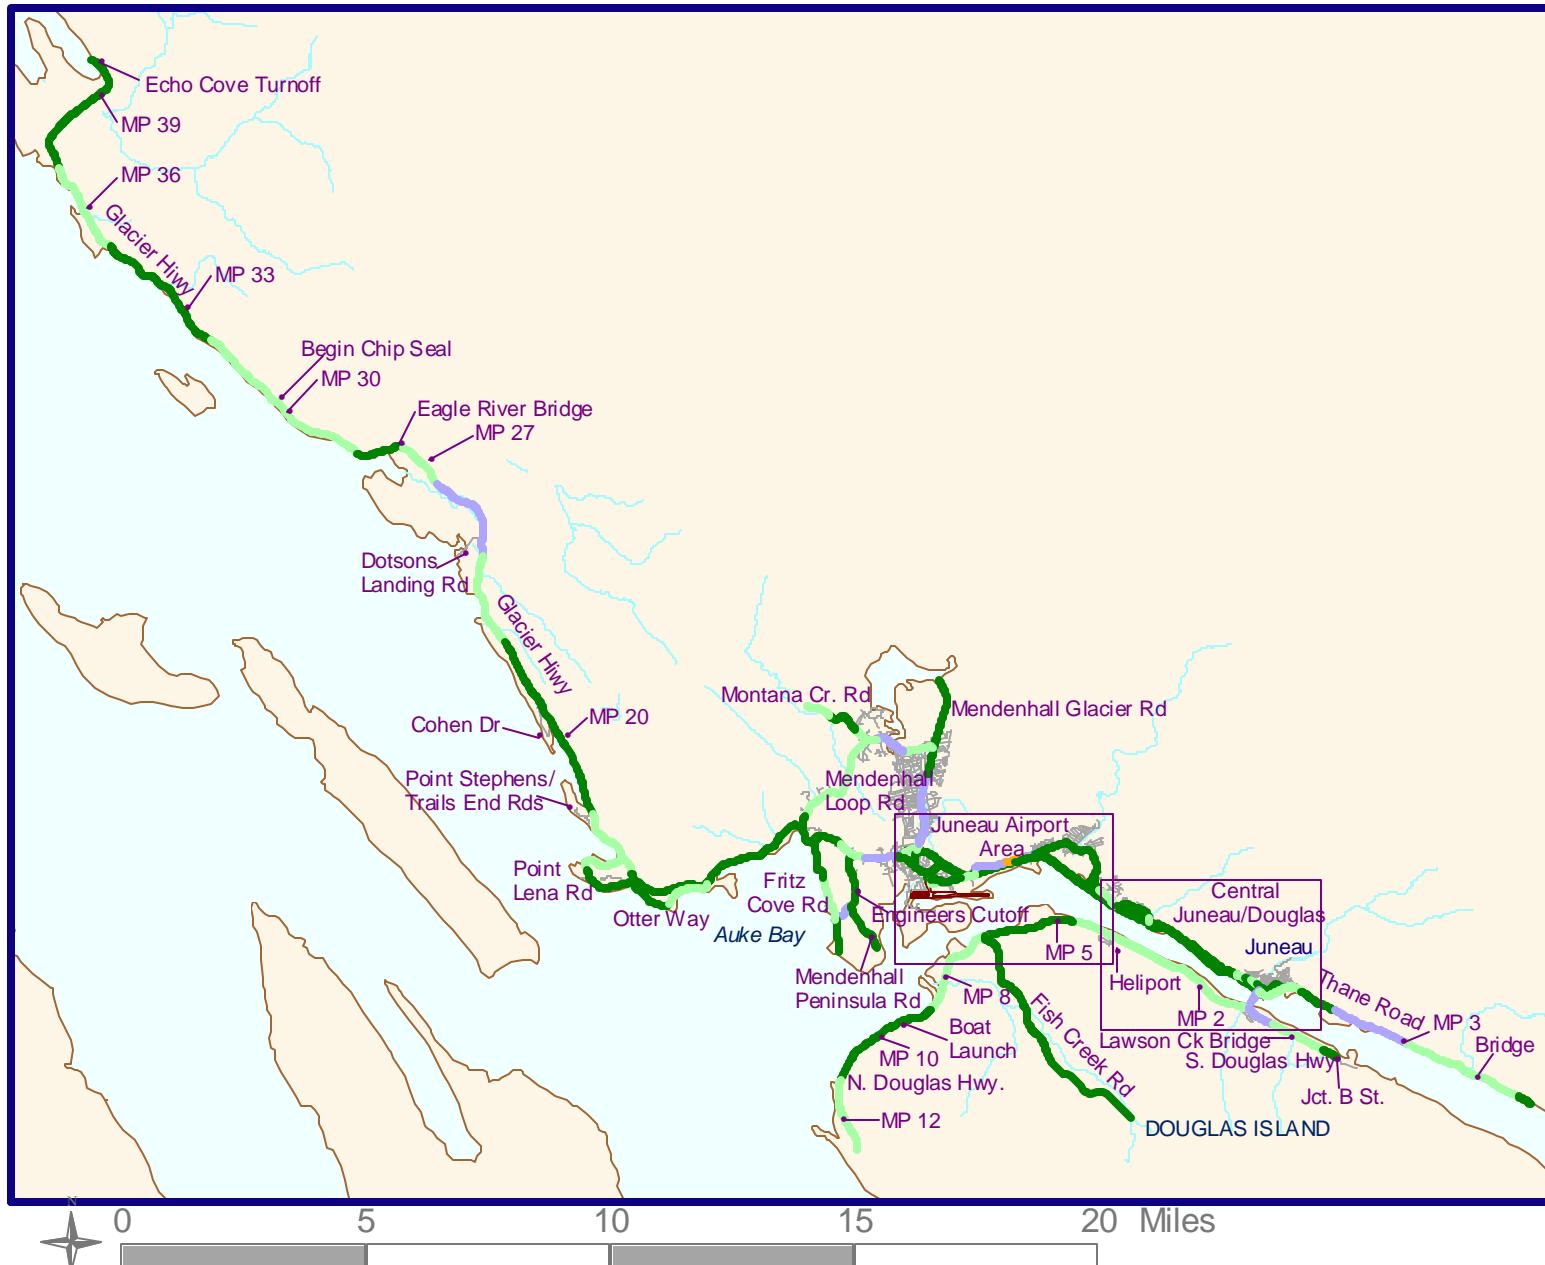 Echo Cove Turnoff
MP 39
MP 36
Glacier Hiwy
MP 33
Begin Chip Seal
MP 30
Eagle River Bridge
MP 27
Dotsons
Landing Rd
Glacier Hiwy
Montana Cr. Rd
Mendenhall Glacier Rd
Cohen Dr
MP 20
Point Stephens/
Trails End Rds
Mendenhall
Loop Rd
Juneau Airport
Area
Point
Lena Rd
Fritz
Cove Rd
Central
Juneau/Douglas
Otter Way
Engineers Cutoff
Auke Bay
Juneau
MP 5
Mendenhall
Peninsula Rd
Heliport
MP 8
Thane Road
Fish Creek Rd
MP 2
MP 3
Boat
Launch
Lawson Ck Bridge
Bridge
MP 10
S. Douglas Hwy
N. Douglas Hwy.
Jct. B St.
MP 12
DOUGLAS ISLAND
N
0 5 10 15 20 Miles